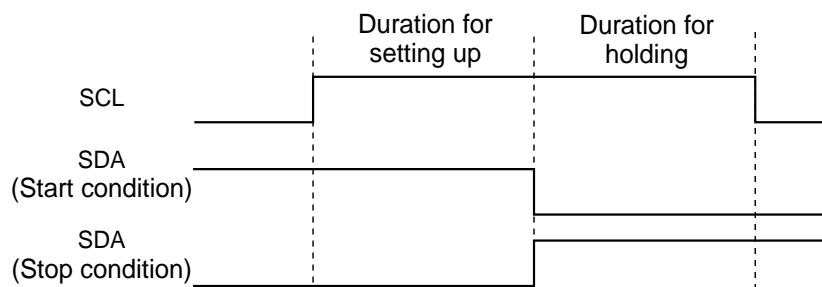 Duration for
setting up
Duration for
holding
SCL
SDA
(Start condition)
SDA
(Stop condition)